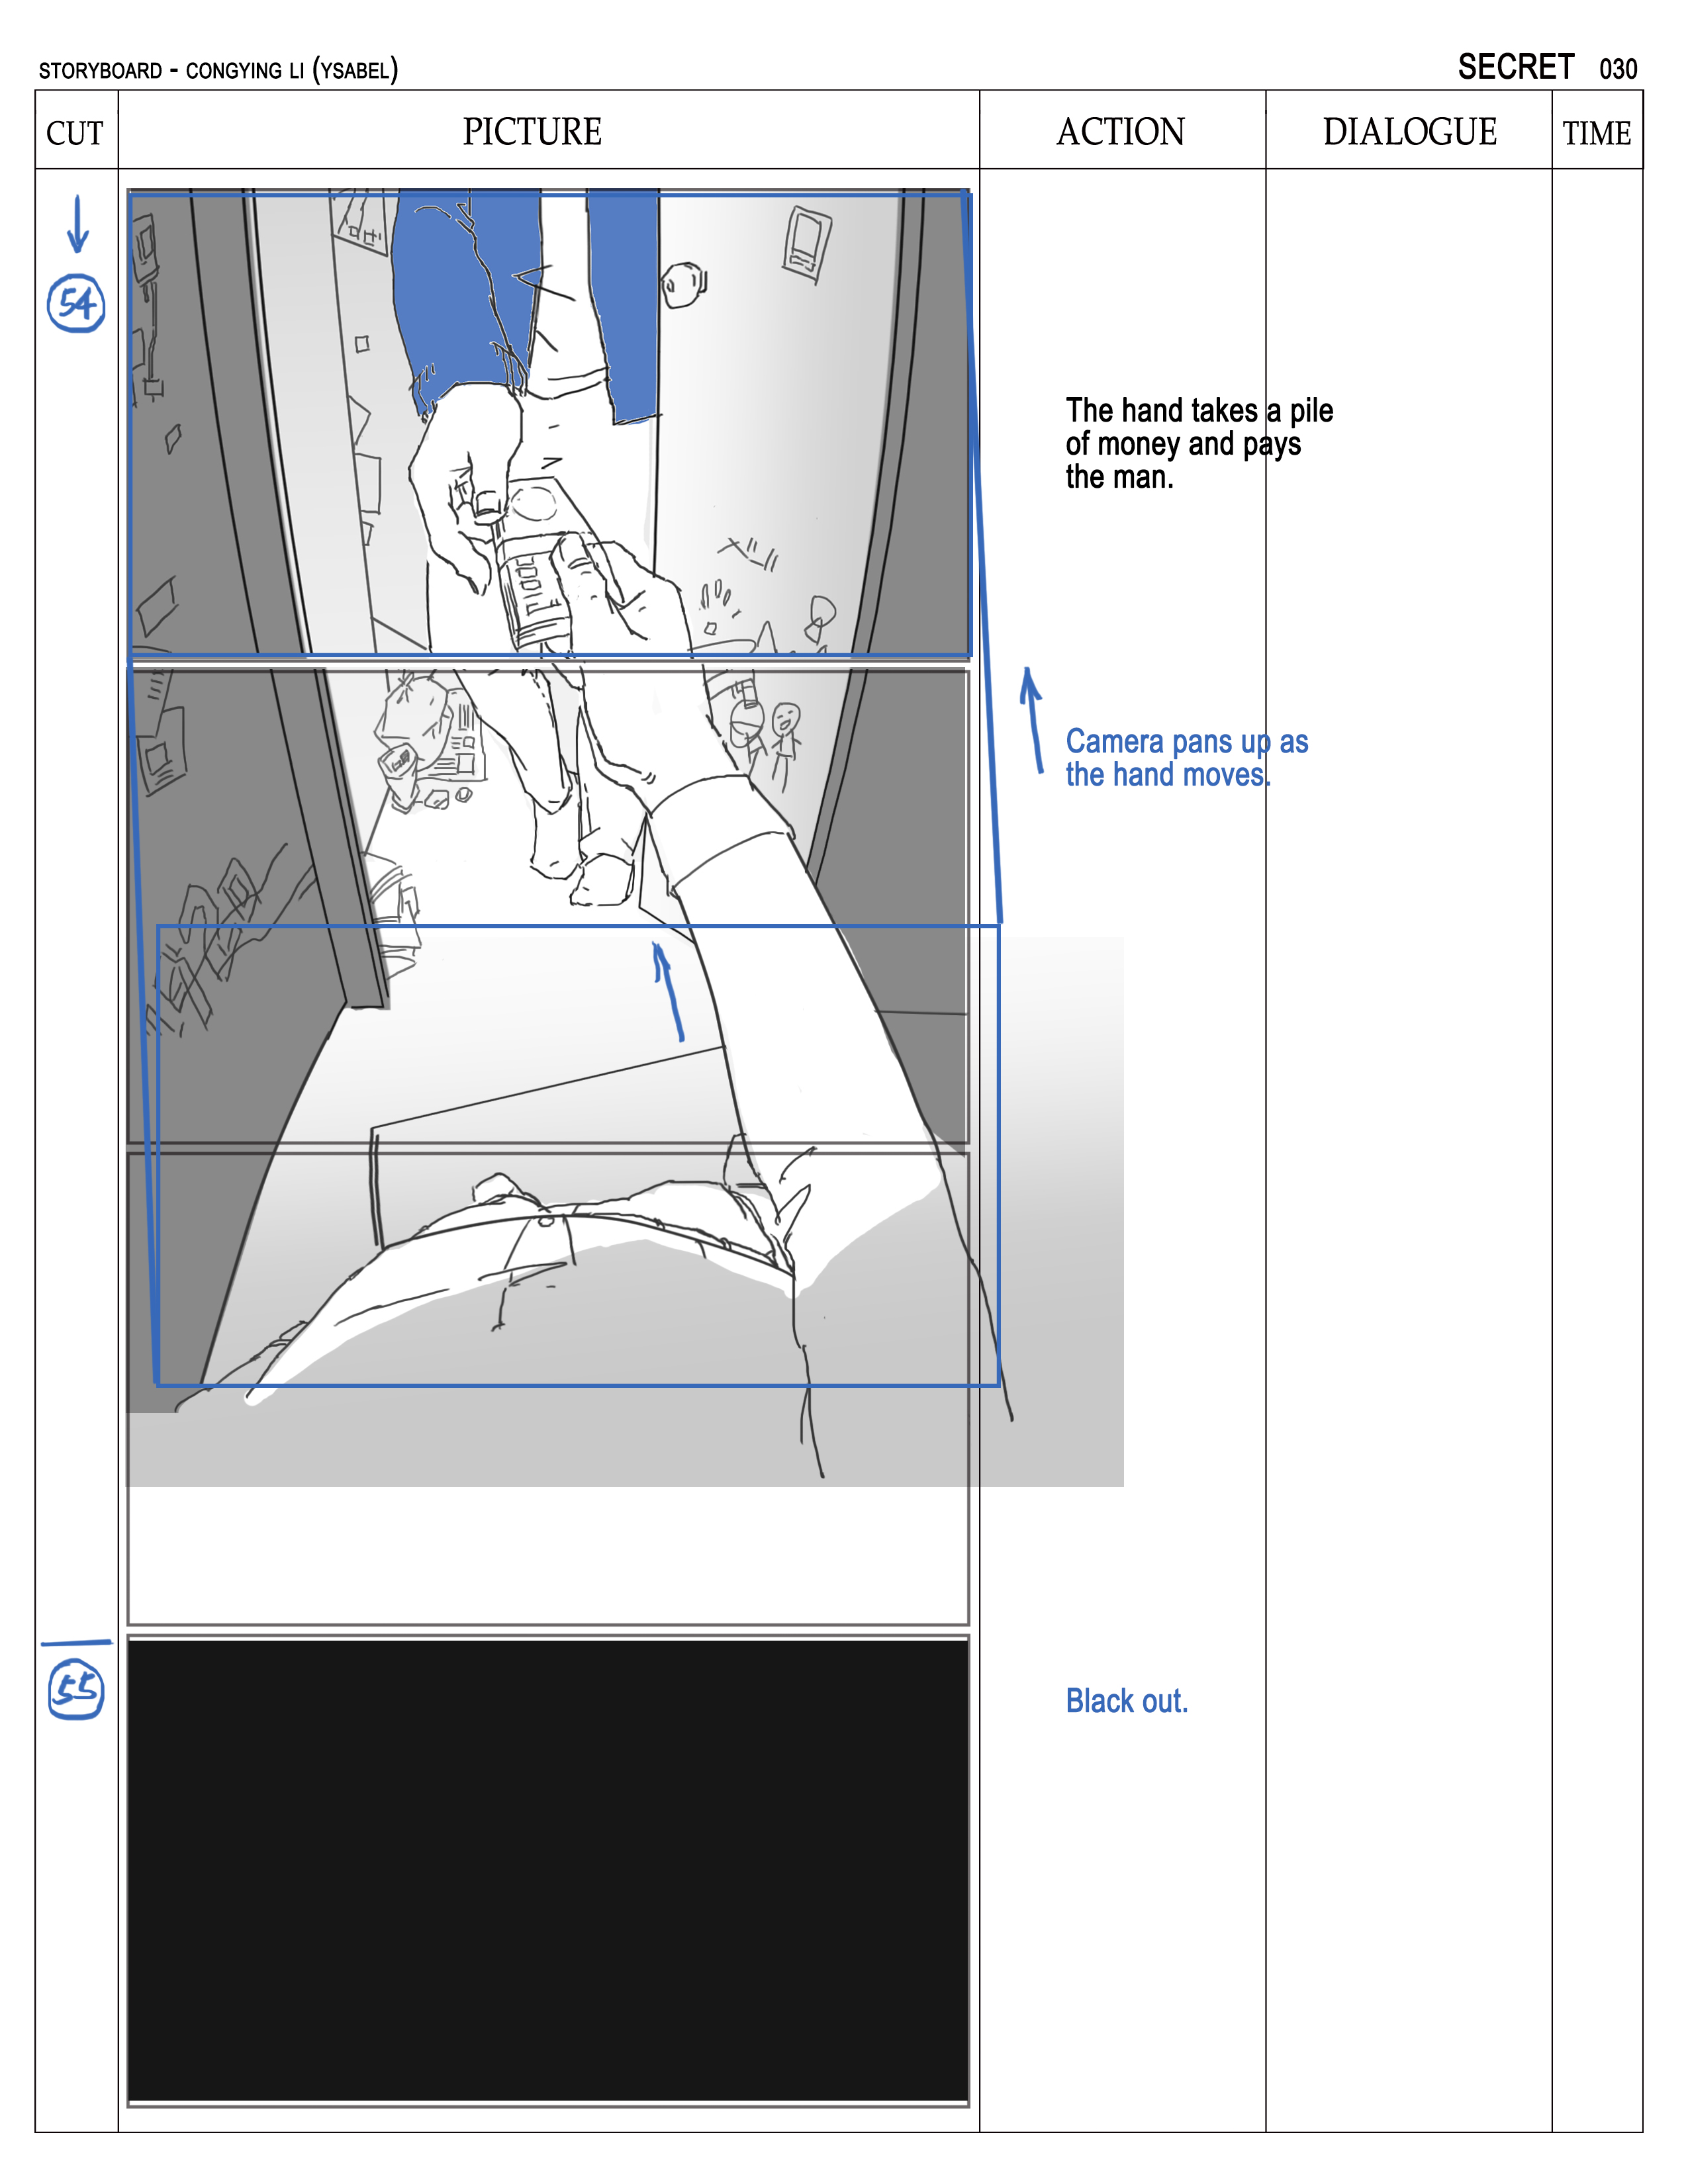 STORYBOARD - CONGYING LI (YSABEL)
SECRET 030
CUT PICTURE ACTION DIALOGUE TIME
54
The hand takes a pile
of money and pays
the man.
Camera pans up as
the hand moves.
55
Black out.